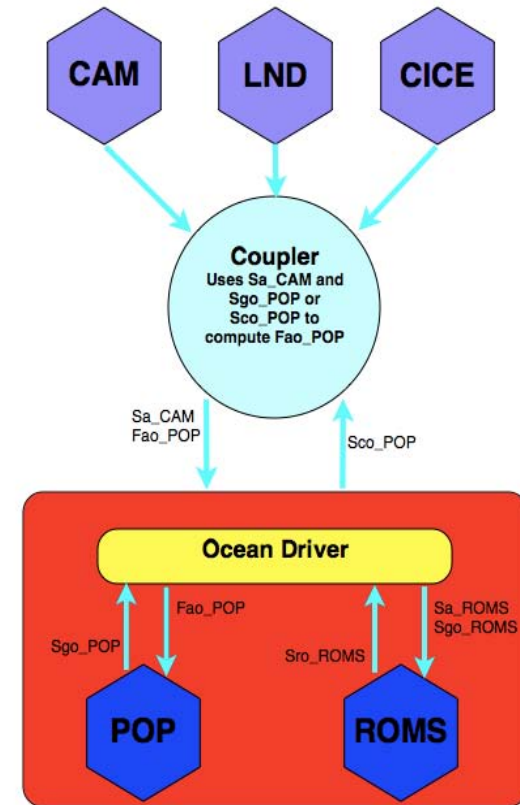 CAM
LND
CICE
Coupler
Uses Sa_CAM and
Sgo_POP or
Sco_POP to
compute Fao_POP
Sa_CAM
Fao_POP
Sco_POP
Ocean Driver
Sgo_POP
Fao_POP
Sro_ROMS
Sa_ROMS
Sgo_ROMS
POP
ROMS